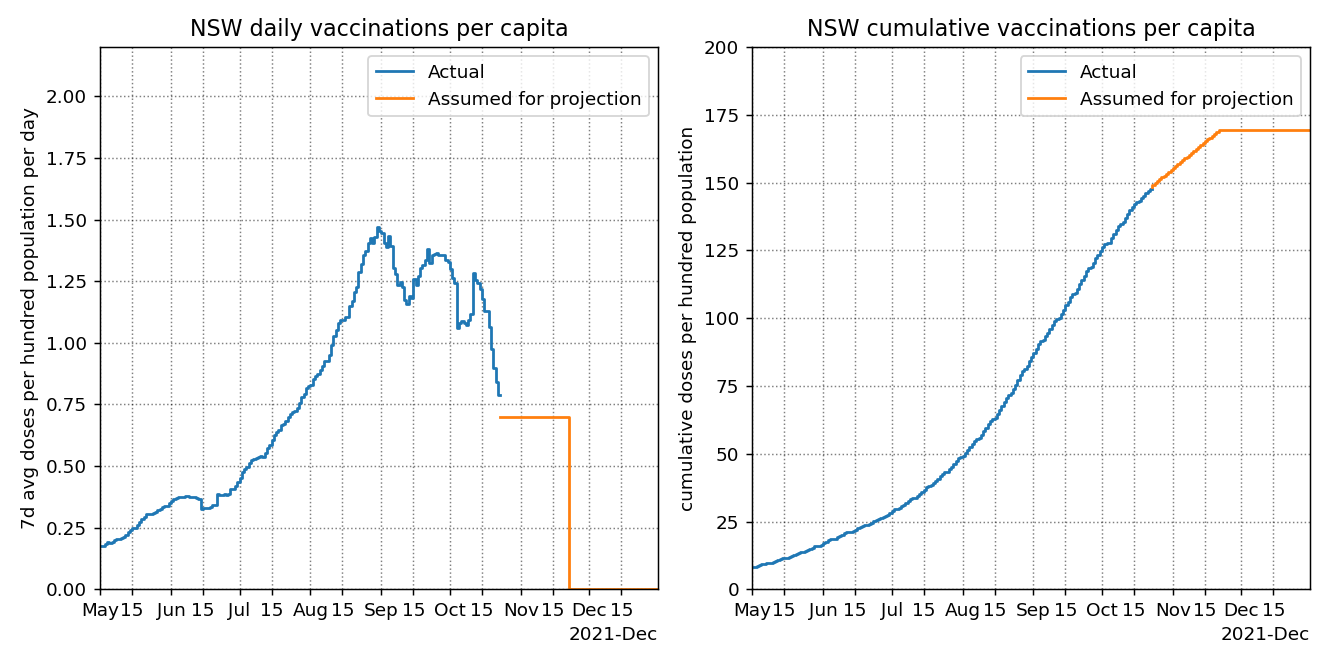 NSW daily vaccinations per capita
Actual
Assumed for projection
7d avg doses per hundred population per day
2.00
1.75
1.50
1.25
1.00
0.75
0.50
0.25
0.00
May 15 Jun 15 Jul 15 Aug 15 Sep 15 Oct 15 Nov 15 Dec 15
2021-Dec
NSW cumulative vaccinations per capita
Actual
Assumed for projection
cumulative doses per hundred population
200
175
150
125
100
75
50
25
0
May 15 Jun 15 Jul 15 Aug 15 Sep 15 Oct 15 Nov 15 Dec 15
2021-Dec